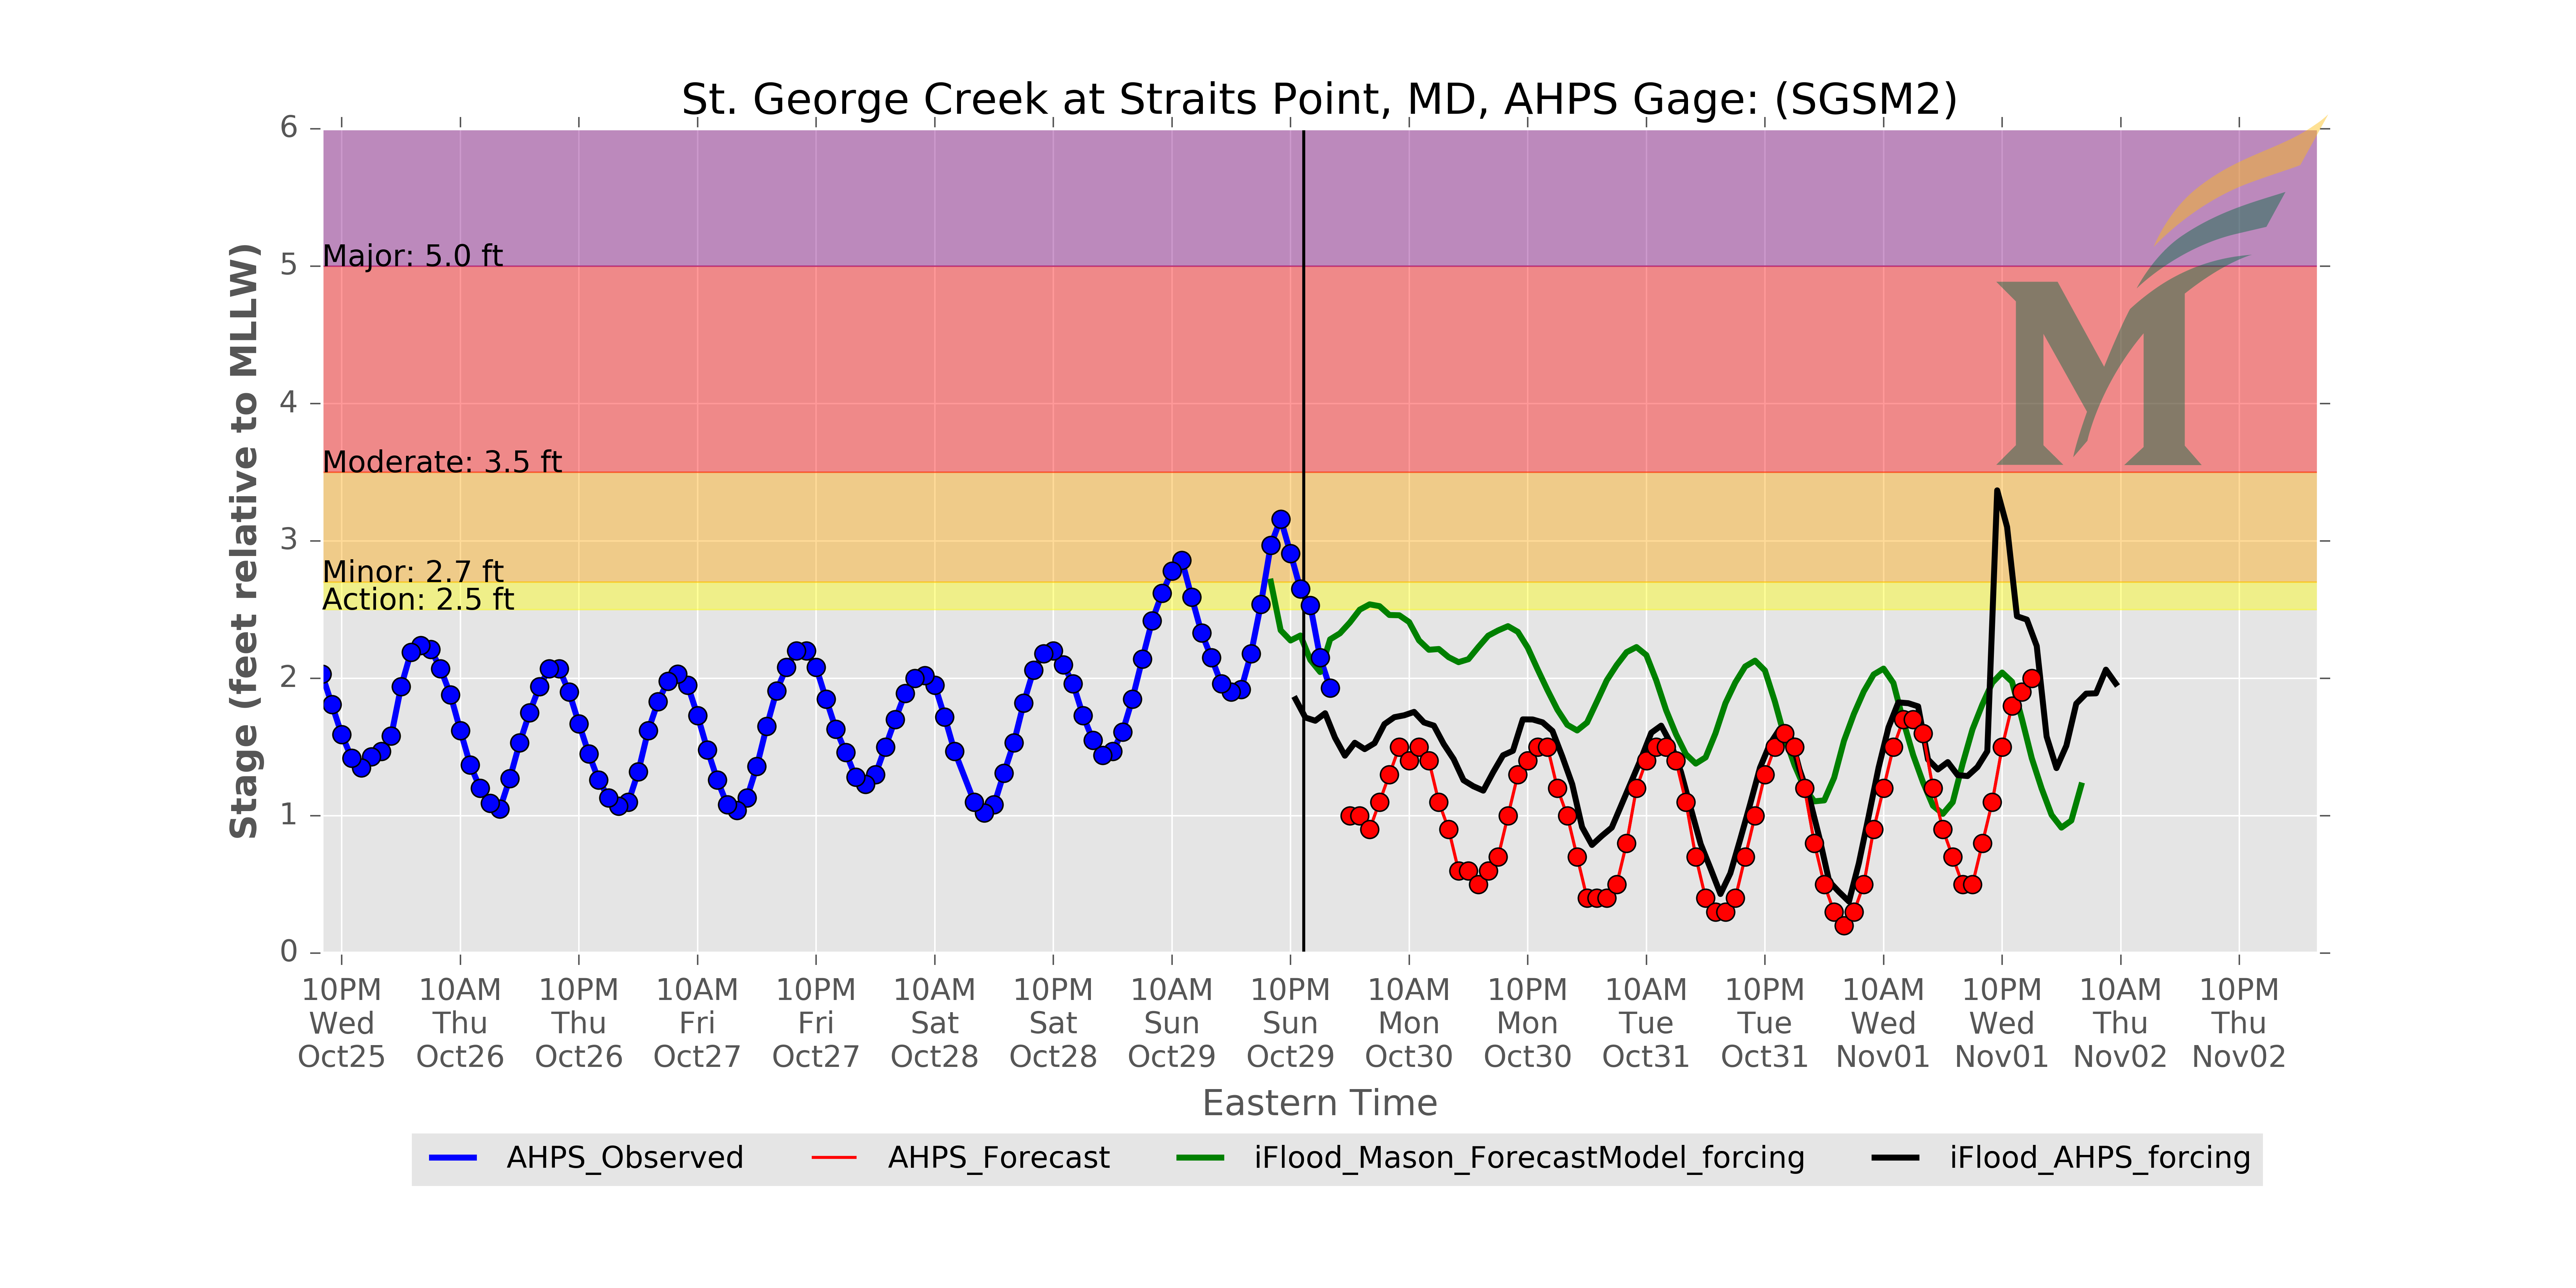 St. George Creek at Straits Point, MD, AHPS Gage: (SGSM2)
Stage (feet relative to MLLW)
6
5
4
3
2
1
0
Major: 5.0 ft
Moderate: 3.5 ft
Minor: 2.7 ft
Action: 2.5 ft
M
10PM 10AM 10PM 10AM 10PM 10AM 10PM 10AM 10PM 10AM 10PM 10AM 10PM 10AM 10PM 10AM 10PM
Wed Thu Thu Fri Fri Sat Sat Sun Sun Mon Mon Tue Tue Wed Wed Thu Thu
Oct25 Oct26 Oct26 Oct27 Oct27 Oct28 Oct28 Oct29 Oct29 Oct30 Oct30 Oct31 Oct31 Nov01 Nov01 Nov02 Nov02
Eastern Time
AHPS_Observed AHPS_Forecast iFlood_Mason_ForecastModel_forcing iFlood_AHPS_forcing